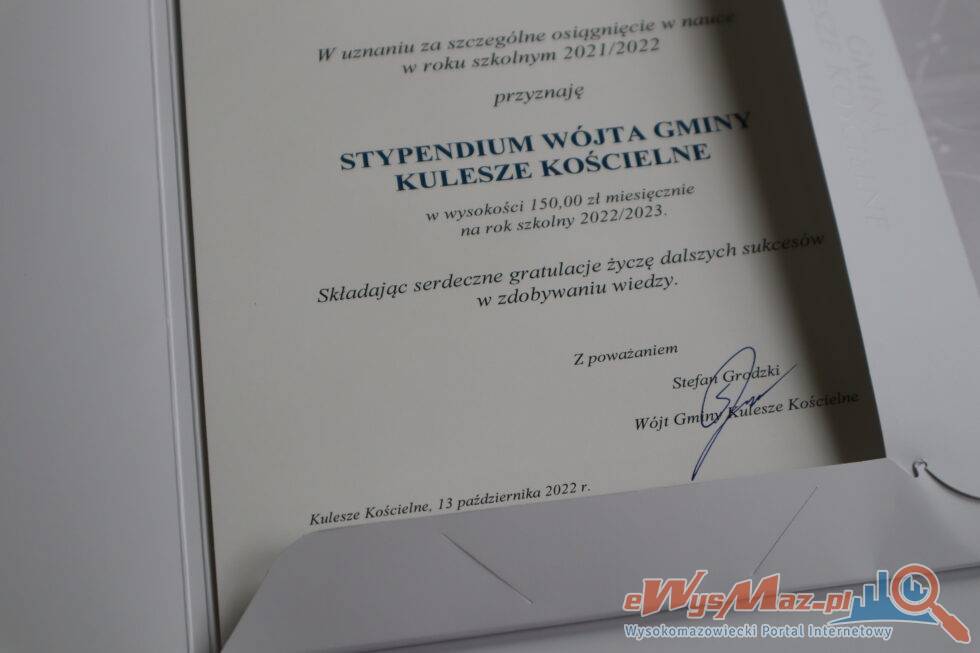 W uznaniu za szczególne osiągnięcie w nauce
w roku szkolnym 2021/2022
przyznaję
STYPENDIUM WÓJTA GMINY
KULESZE KOŚCIELNE
w wysokości 150,00 zł miesięcznie
na rok szkolny 2022/2023.
Składając serdeczne gratulacje życzę dalszych sukcesów
w zdobywaniu wiedzy.
Z poważaniem
Stefan Grodzki
Wójt Gminy Kulesze Kościelne
Kulesze Kościelne, 13 października 2022 r.
GMINA
KOŚCIELNE
eWysMaz.pl
Wysokomazowiecki Portal Internetowy